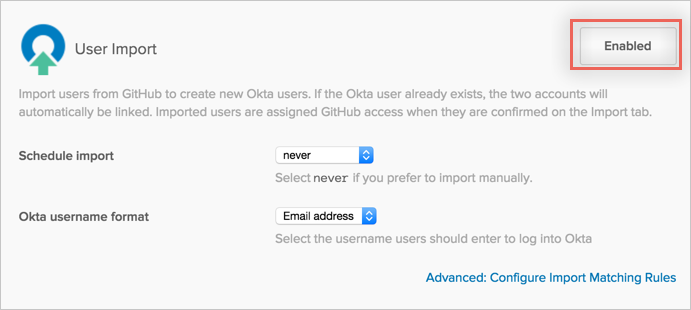 User Import
Enabled
Import users from GitHub to create new Okta users. If the Okta user already exists, the two accounts will
automatically be linked. Imported users are assigned GitHub access when they are confirmed on the Import tab.
Schedule import
never
Select never if you prefer to import manually.
Okta username format
Email address
Select the username users should enter to log into Okta
Advanced: Configure Import Matching Rules